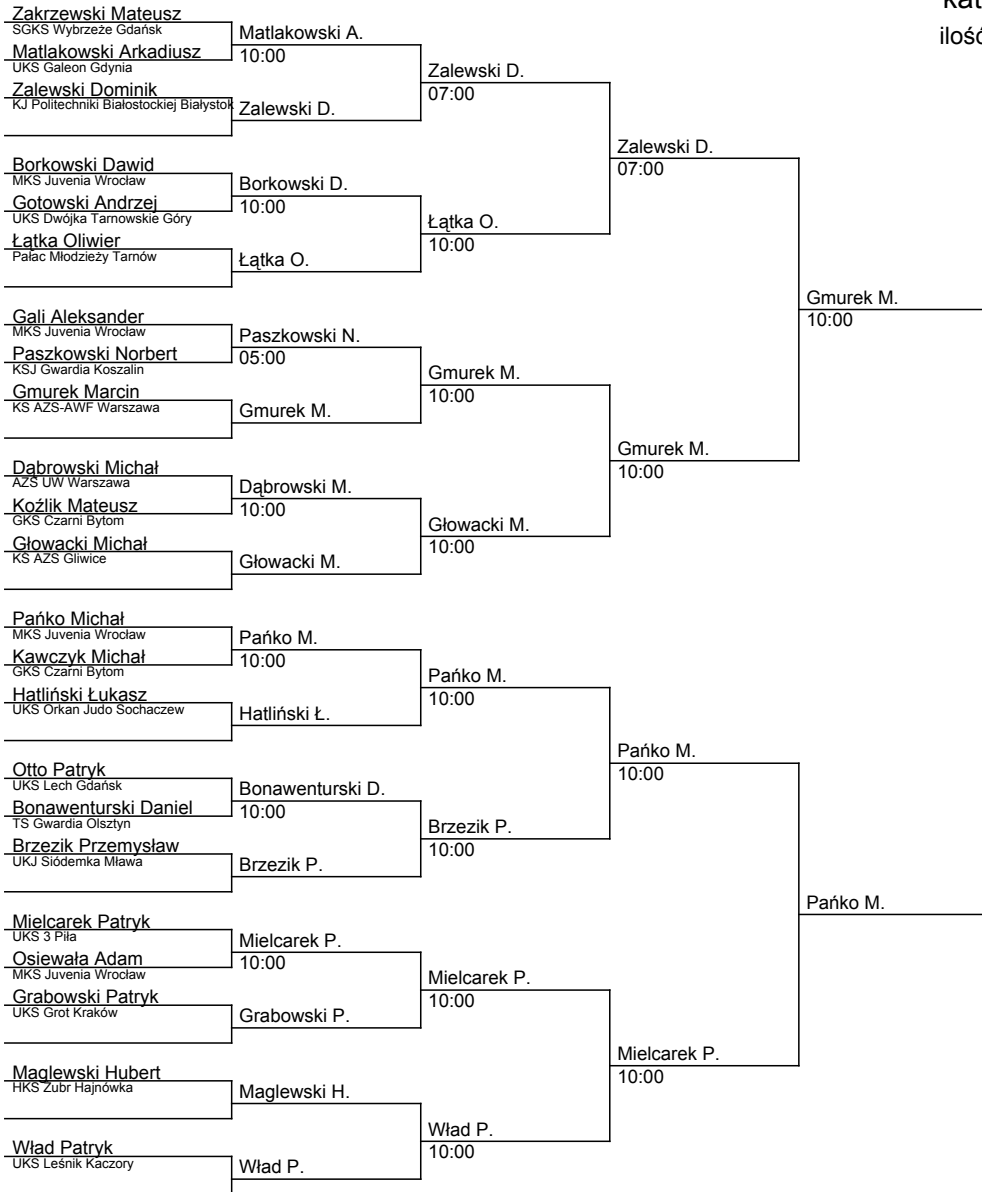 kat
ilość
Zakrzewski Mateusz
SGKS Wybrzeże Gdańsk
Matlakowski Arkadiusz
UKS Galeon Gdynia
Zalewski Dominik
KJ Politechniki Białostockiej Białystok
Borkowski Dawid
MKS Juvenia Wrocław
Gotowski Andrzej
UKS Dwójka Tarnowskie Góry
Łątka Oliwier
Pałac Młodzieży Tarnów
Gali Aleksander
MKS Juvenia Wrocław
Paszkowski Norbert
KSJ Gwardia Koszalin
Gmurek Marcin
KS AZS-AWF Warszawa
Dąbrowski Michał
AZS UW Warszawa
Koźlik Mateusz
GKS Czarni Bytom
Głowacki Michał
KS AZS Gliwice
Pańko Michał
MKS Juvenia Wrocław
Kawczyk Michał
GKS Czarni Bytom
Hatliński Łukasz
UKS Orkan Judo Sochaczew
Otto Patryk
UKS Lech Gdańsk
Bonawenturski Daniel
TS Gwardia Olsztyn
Brzezik Przemysław
UKJ Siódemka Mława
Mielcarek Patryk
UKS 3 Piła
Osiewała Adam
MKS Juvenia Wrocław
Grabowski Patryk
UKS Grot Kraków
Maglewski Hubert
HKS Żubr Hajnówka
Wład Patryk
UKS Leśnik Kaczory
Matlakowski A.
10:00
Zalewski D.
Borkowski D.
10:00
Łątka O.
Paszkowski N.
05:00
Gmurek M.
Dąbrowski M.
10:00
Głowacki M.
Pańko M.
10:00
Hatliński Ł.
Bonawenturski D.
10:00
Brzezik P.
Mielcarek P.
10:00
Grabowski P.
Maglewski H.
Wład P.
Zalewski D.
07:00
Łątka O.
10:00
Gmurek M.
10:00
Głowacki M.
10:00
Pańko M.
10:00
Brzezik P.
10:00
Mielcarek P.
10:00
Wład P.
10:00
Zalewski D.
07:00
Gmurek M.
10:00
Pańko M.
10:00
Mielcarek P.
10:00
Gmurek M.
10:00
Pańko M.